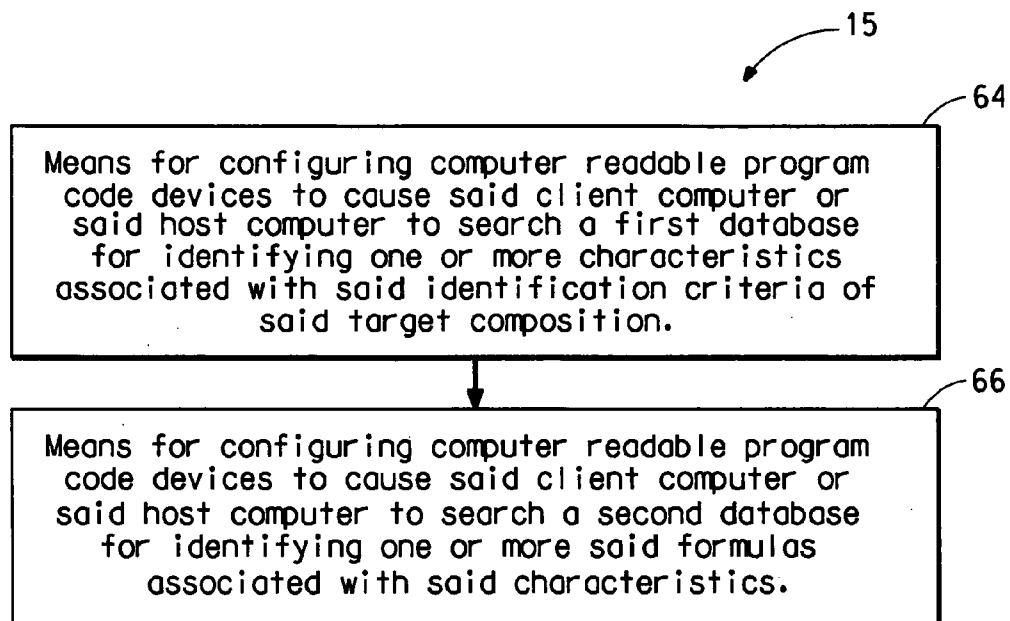 15
64
Means for configuring computer readable program
code devices to cause said client computer or
said host computer to search a first database
for identifying one or more characteristics
associated with said identification criteria of
said target composition.
66
Means for configuring computer readable program
code devices to cause said client computer or
said host computer to search a second database
for identifying one or more said formulas
associated with said characteristics.